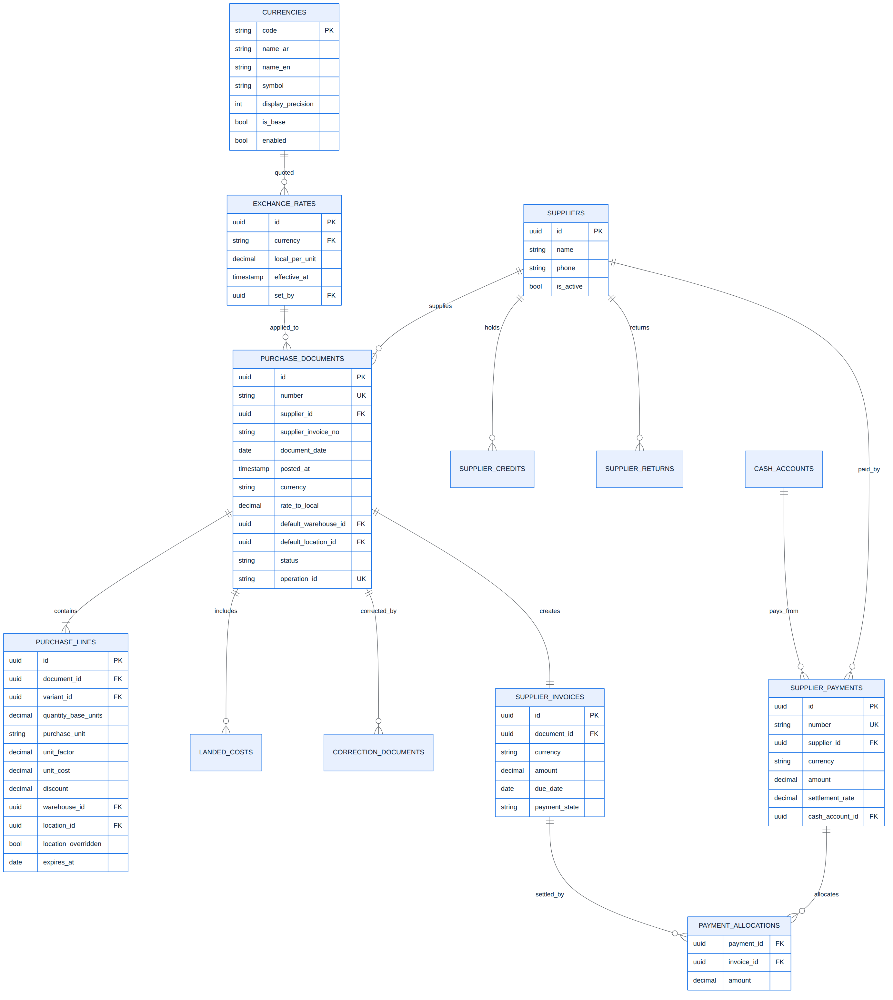 CURRENCIES
string code PK
string name_ar
string name_en
string symbol
int display_precision
bool is_base
bool enabled
quoted
EXCHANGE_RATES
uuid id PK
string currency FK
decimal local_per_unit
timestamp effective_at
uuid set_by FK
SUPPLIERS
uuid id PK
string name
string phone
bool is_active
supplies
applied_to
holds
returns
PURCHASE_DOCUMENTS
uuid id PK
string number UK
uuid supplier_id FK
string supplier_invoice_no
date document_date
timestamp posted_at
string currency
decimal rate_to_local
uuid default_warehouse_id FK
uuid default_location_id FK
string status
string operation_id UK
SUPPLIER_CREDITS
SUPPLIER_RETURNS
CASH_ACCOUNTS
paid_by
contains
includes
corrected_by
creates
pays_from
PURCHASE_LINES
uuid id PK
uuid document_id FK
uuid variant_id FK
decimal quantity_base_units
string purchase_unit
decimal unit_factor
decimal unit_cost
decimal discount
uuid warehouse_id FK
uuid location_id FK
bool location_overridden
date expires_at
LANDED_COSTS
CORRECTION_DOCUMENTS
SUPPLIER_INVOICES
uuid id PK
uuid document_id FK
string currency
decimal amount
date due_date
string payment_state
SUPPLIER_PAYMENTS
uuid id PK
string number UK
uuid supplier_id FK
string currency
decimal amount
decimal settlement_rate
uuid cash_account_id FK
settled_by
allocates
PAYMENT_ALLOCATIONS
uuid payment_id FK
uuid invoice_id FK
decimal amount